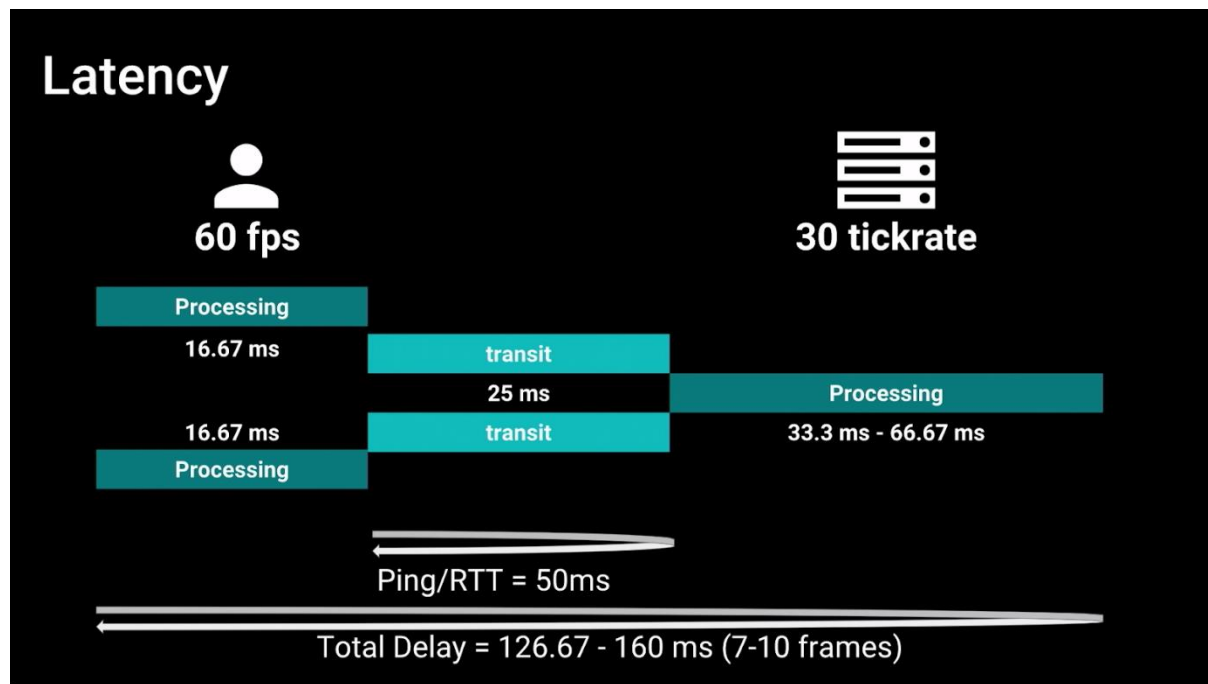 Latency
60 fps
30 tickrate
Processing
16.67 ms
transit
25 ms
Processing
16.67 ms
transit
33.3 ms - 66.67 ms
Processing
Ping/RTT = 50ms
Total Delay = 126.67 - 160 ms (7-10 frames)